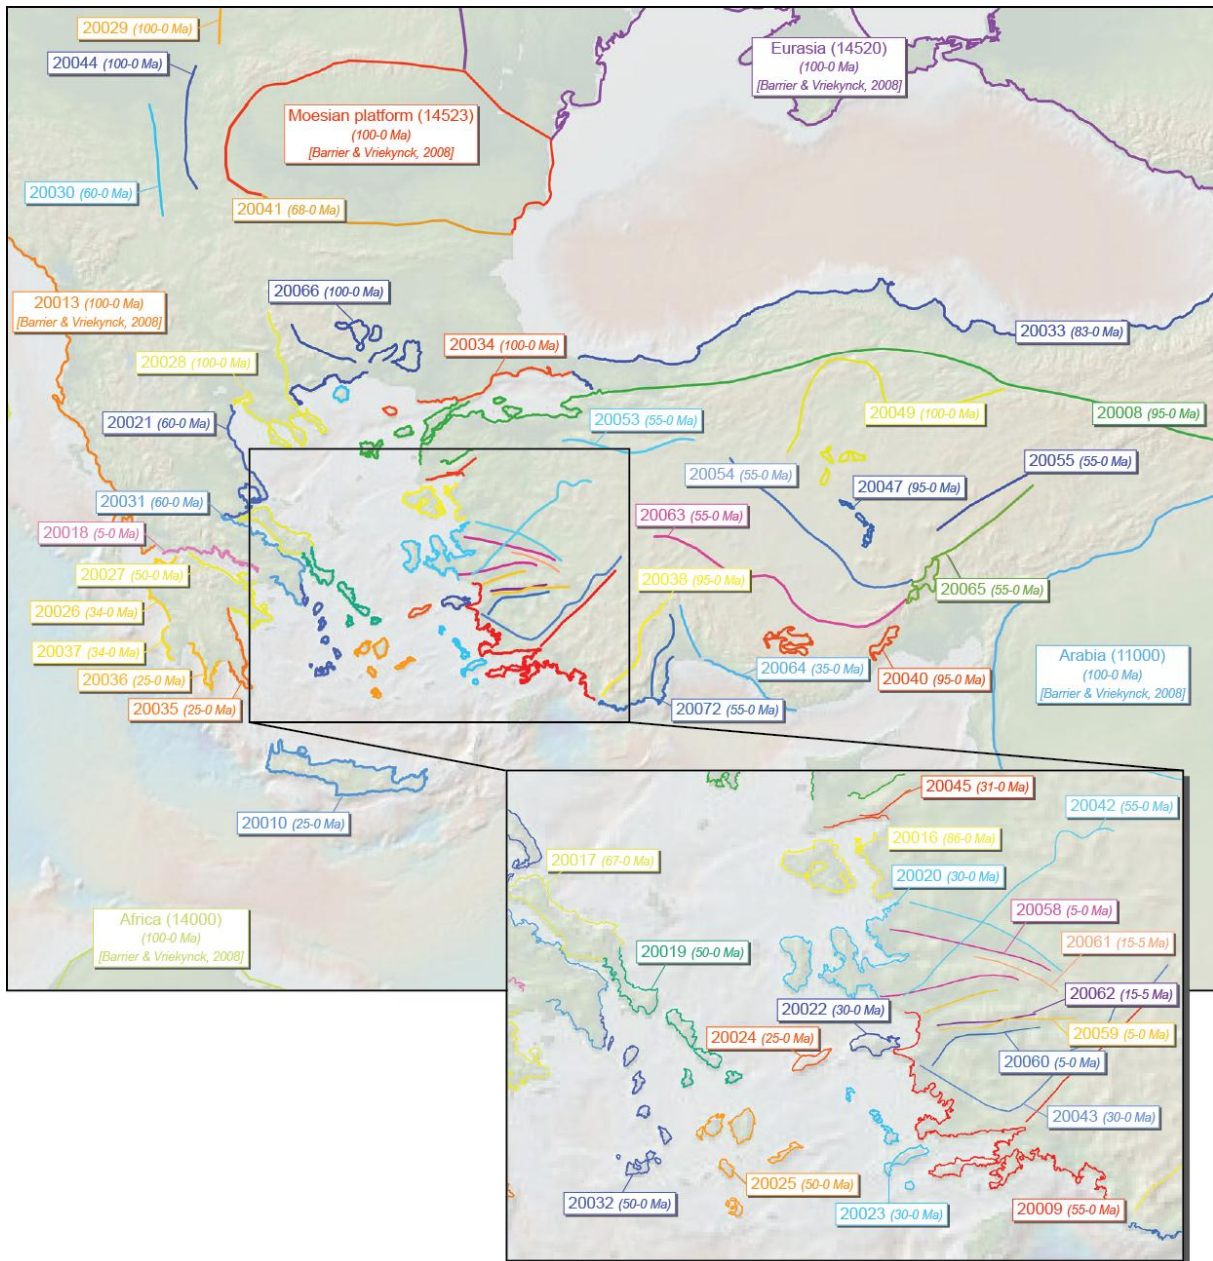 20029 (100-0 Ma)
20044 (100-0 Ma)
Eurasia (14520)
(100-0 Ma)
[Barrier & Vriekynck, 2008]
Moesian platform (14523)
(100-0 Ma)
[Barrier & Vriekynck, 2008]
20030 (60-0 Ma)
20041 (68-0 Ma)
20013 (100-0 Ma)
[Barrier & Vriekynck, 2008]
20066 (100-0 Ma)
20033 (83-0 Ma)
20034 (100-0 Ma)
20028 (100-0 Ma)
20021 (60-0 Ma)
20053 (55-0 Ma)
20049 (100-0 Ma)
20008 (95-0 Ma)
20054 (55-0 Ma)
20055 (55-0 Ma)
20047 (95-0 Ma)
20031 (60-0 Ma)
20063 (55-0 Ma)
20018 (5-0 Ma)
20027 (50-0 Ma)
20038 (95-0 Ma)
20065 (55-0 Ma)
20026 (34-0 Ma)
20037 (34-0 Ma)
20036 (25-0 Ma)
20064 (35-0 Ma)
20040 (95-0 Ma)
Arabia (11000)
(100-0 Ma)
[Barrier & Vriekynck, 2008]
20035 (25-0 Ma)
20072 (55-0 Ma)
20010 (25-0 Ma)
Africa (14000)
(100-0 Ma)
[Barrier & Vriekynck, 2008]
20045 (31-0 Ma)
20042 (55-0 Ma)
20016 (86-0 Ma)
20017 (67-0 Ma)
20020 (30-0 Ma)
20058 (5-0 Ma)
20061 (15-5 Ma)
20019 (50-0 Ma)
20062 (15-5 Ma)
20022 (30-0 Ma)
20059 (5-0 Ma)
20024 (25-0 Ma)
20060 (5-0 Ma)
20043 (30-0 Ma)
20025 (50-0 Ma)
20032 (50-0 Ma)
20023 (30-0 Ma)
20009 (55-0 Ma)